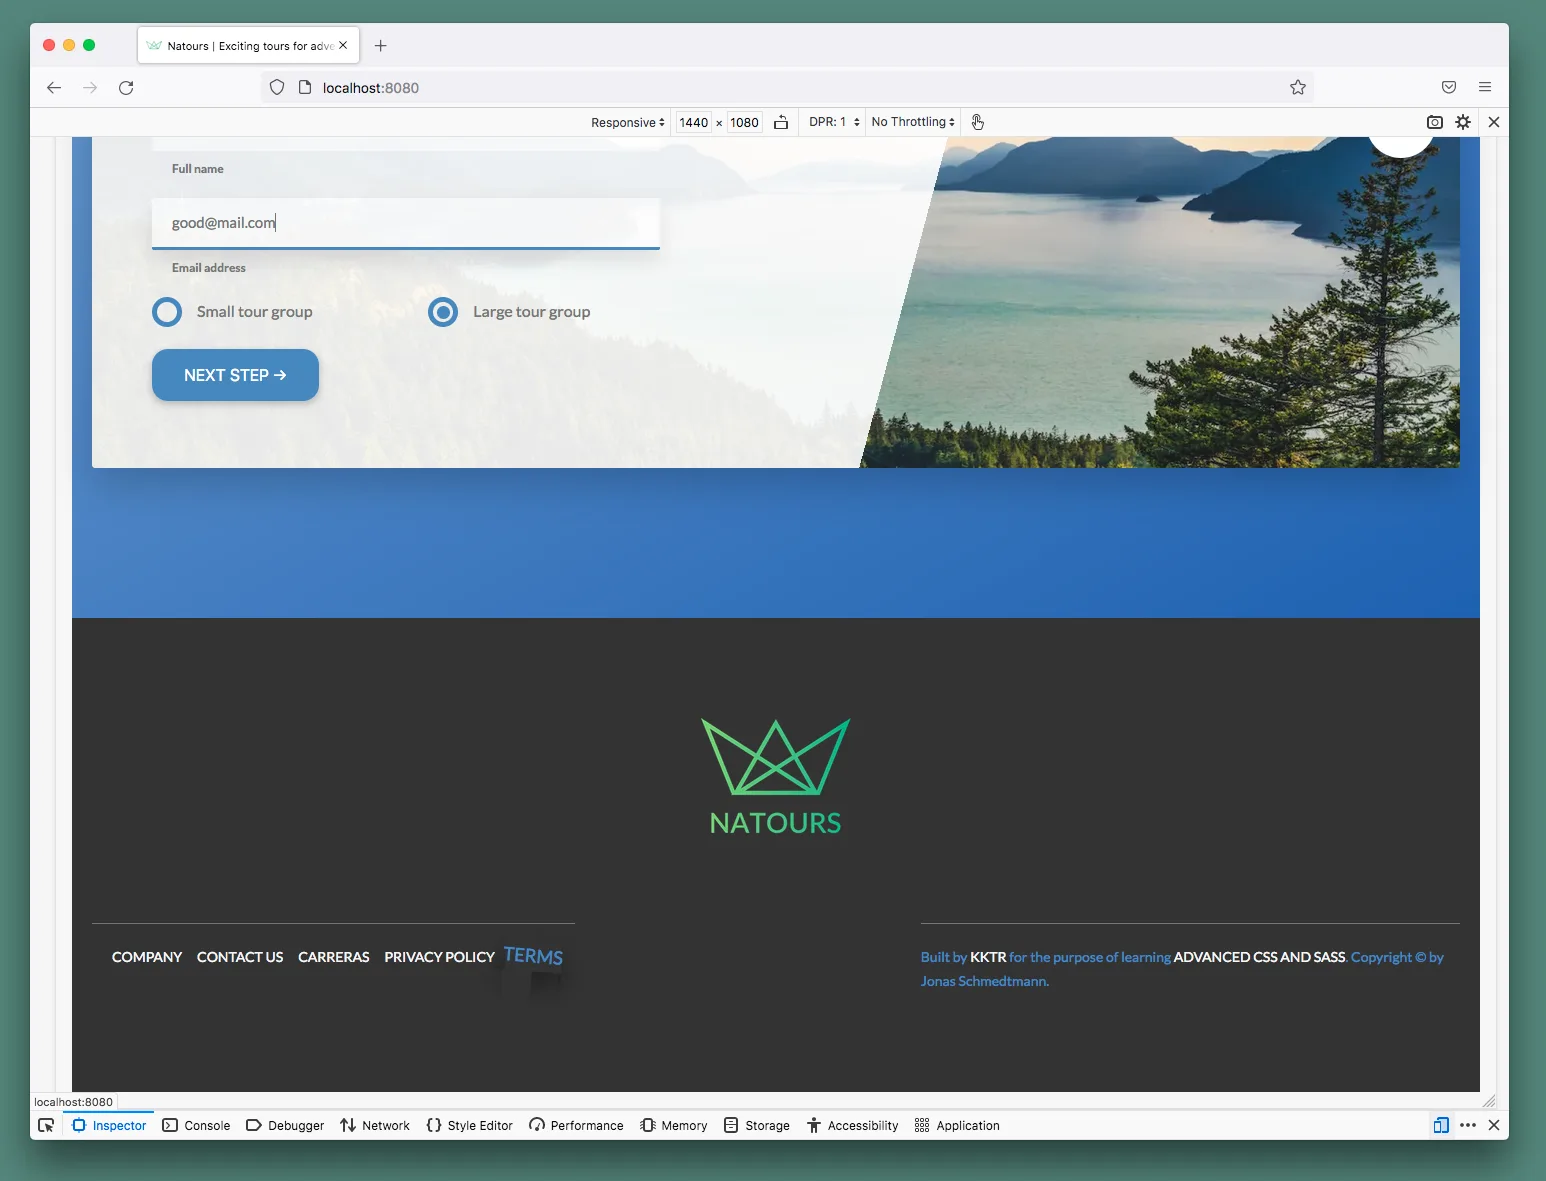 Natours | Exciting tours for adve
localhost:8080
Responsive 1440 × 1080 DPR: 1 No Throttling
Full name
good@mail.com
Email address
Small tour group Large tour group
NEXT STEP →
NATOURS
COMPANY CONTACT US CARRERAS PRIVACY POLICY TERMS
Built by KKTR for the purpose of learning ADVANCED CSS AND SASS. Copyright © by
Jonas Schmedtmann.
localhost:8080
Inspector Console Debugger Network Style Editor Performance Memory Storage Accessibility Application